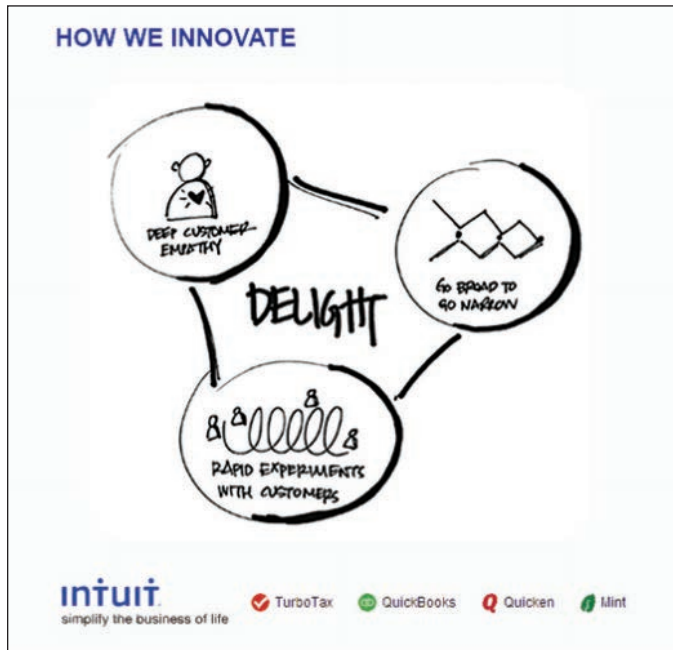 HOW WE INNOVATE
DEEP CUSTOMER
EMPATHY
GO BROAD TO
GO NARROW
DELIGHT
RAPID EXPERIMENTS
WITH CUSTOMERS
intuit
simplify the business of life
TurboTax
QuickBooks
Quicken
Mint